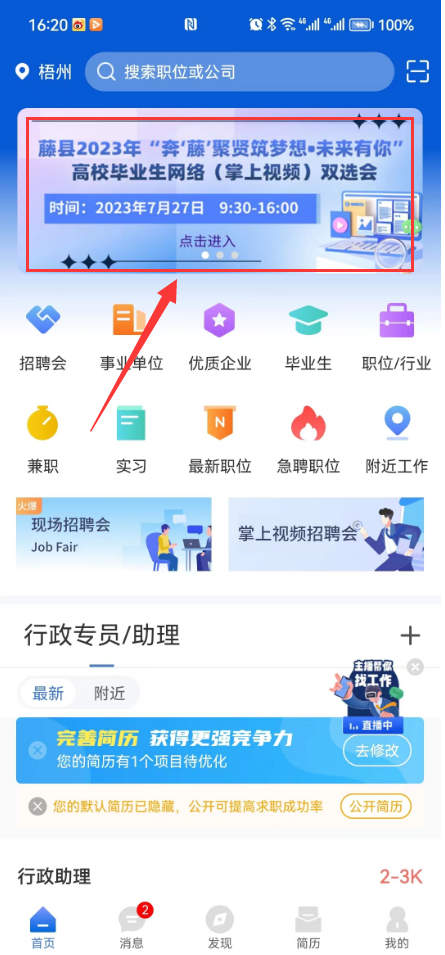 16:20
100%
梧州
搜索职位或公司
藤县2023年“奔‘藤’聚贤筑梦想•未来有你”
高校毕业生网络（掌上视频）双选会
时间：2023年7月27日 9:30-16:00
点击进入
招聘会 事业单位 优质企业 毕业生 职位/行业
N
兼职 实习 最新职位 急聘职位 附近工作
火爆
现场招聘会
Job Fair
掌上视频招聘会
行政专员/助理
主播帮你
找工作
直播中
最新 附近
完善简历 获得更强竞争力
您的简历有1个项目待优化
去修改
您的默认简历已隐藏，公开可提高求职成功率
公开简历
行政助理 2-3K
2
首页 消息 发现 简历 我的